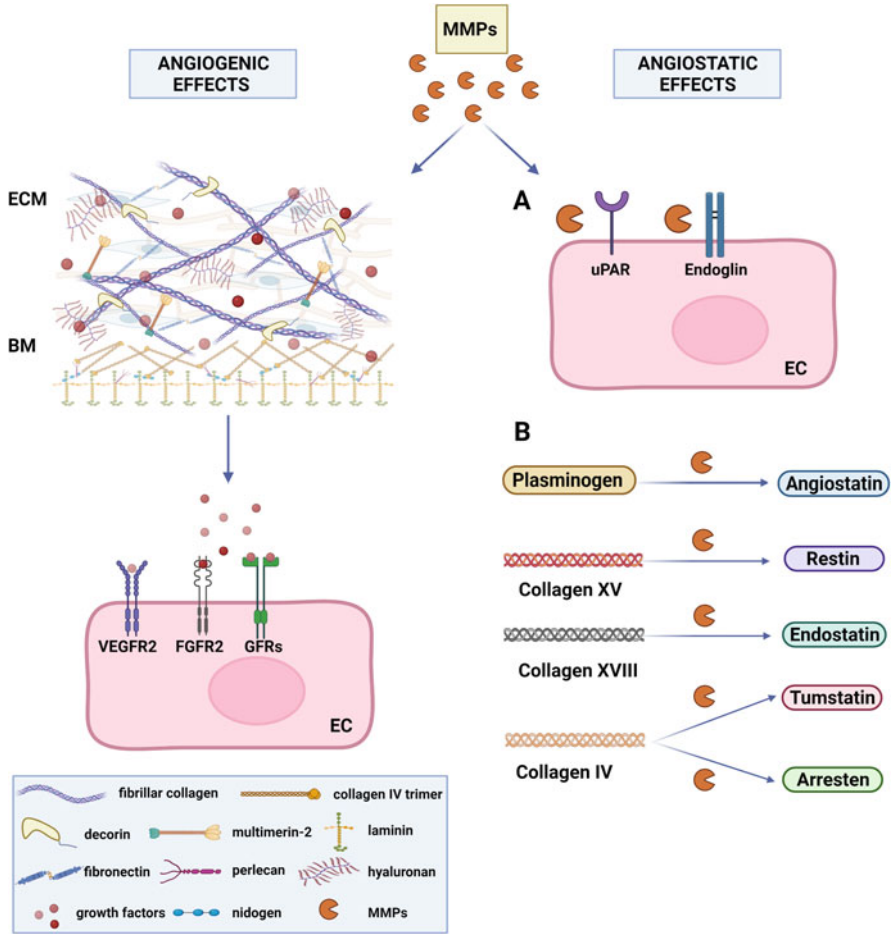 MMPs
ANGIOGENIC
EFFECTS
ANGIOSTATIC
EFFECTS
ECM
BM
VEGFR2
FGFR2
GFRs
EC
A
uPAR
Endoglin
EC
B
Plasminogen
Angiostatin
Collagen XV
Restin
Collagen XVIII
Endostatin
Collagen IV
Tumstatin
Arresten
fibrillar collagen
collagen IV trimer
decorin
multimerin-2
laminin
fibronectin
perlecan
hyaluronan
growth factors
nidogen
MMPs